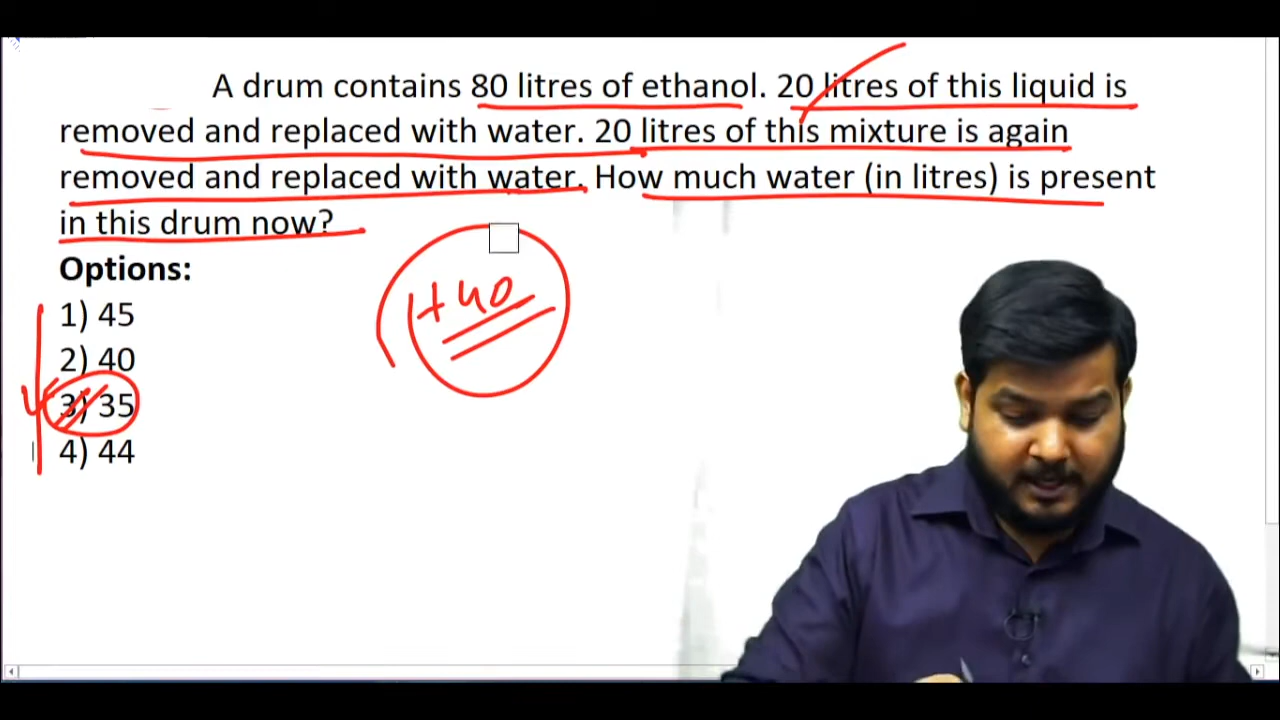 A drum contains 80 litres of ethanol. 20 litres of this liquid is
removed and replaced with water. 20 litres of this mixture is again
removed and replaced with water. How much water (in litres) is present
in this drum now?
Options:
1) 45
2) 40
+40
3) 35
4) 44